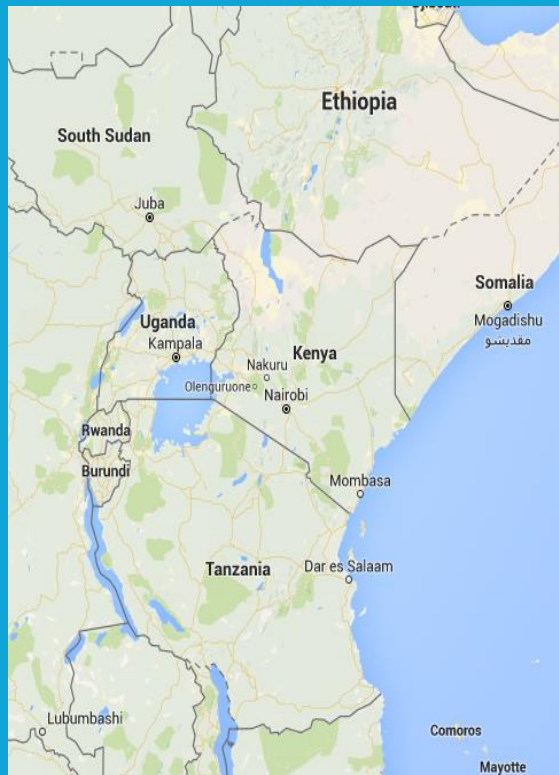 Ethiopia
South Sudan
Juba
Somalia
Mogadishu
مقديشو
Uganda
Kampala
Kenya
Nakuru
Olenguruone
Nairobi
Rwanda
Burundi
Mombasa
Tanzania
Dar es Salaam
Lubumbashi
Comoros
Mayotte